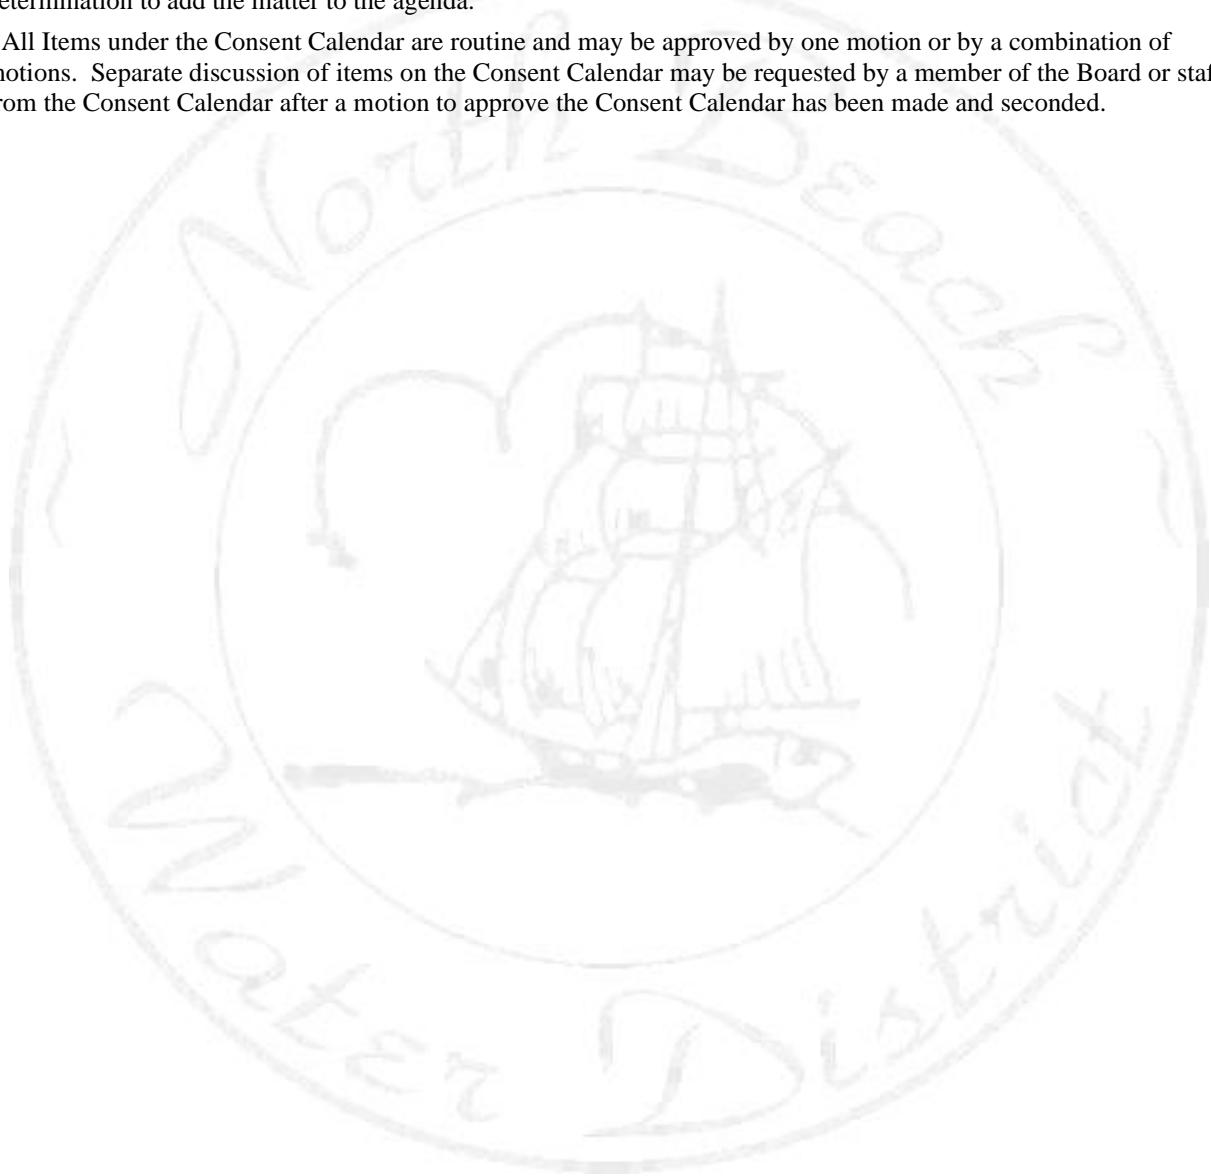 etermination to add the matter to the agenda.
All Items under the Consent Calendar are routine and may be approved by one motion or by a combination of
otions. Separate discussion of items on the Consent Calendar may be requested by a member of the Board or staf
rom the Consent Calendar after a motion to approve the Consent Calendar has been made and seconded.
North Beach
Water District